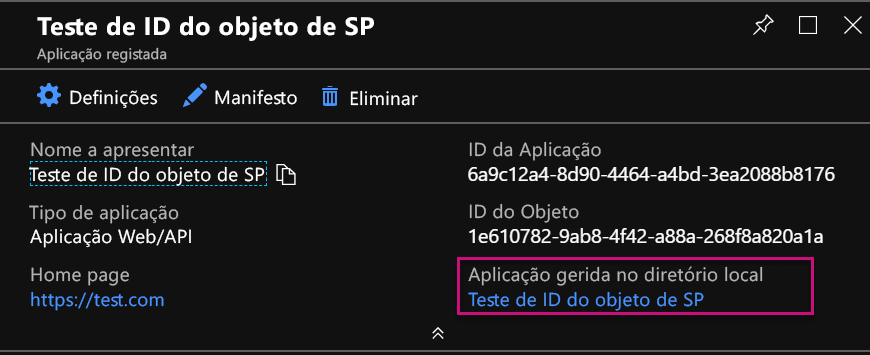 Teste de ID do objeto de SP
Aplicação registada
Definições
Manifesto
Eliminar
Nome a apresentar
Teste de ID do objeto de SP
Tipo de aplicação
Aplicação Web/API
Home page
https://test.com
ID da Aplicação
6a9c12a4-8d90-4464-a4bd-3ea2088b8176
ID do Objeto
1e610782-9ab8-4f42-a88a-268f8a820a1a
Aplicação gerida no diretório local
Teste de ID do objeto de SP